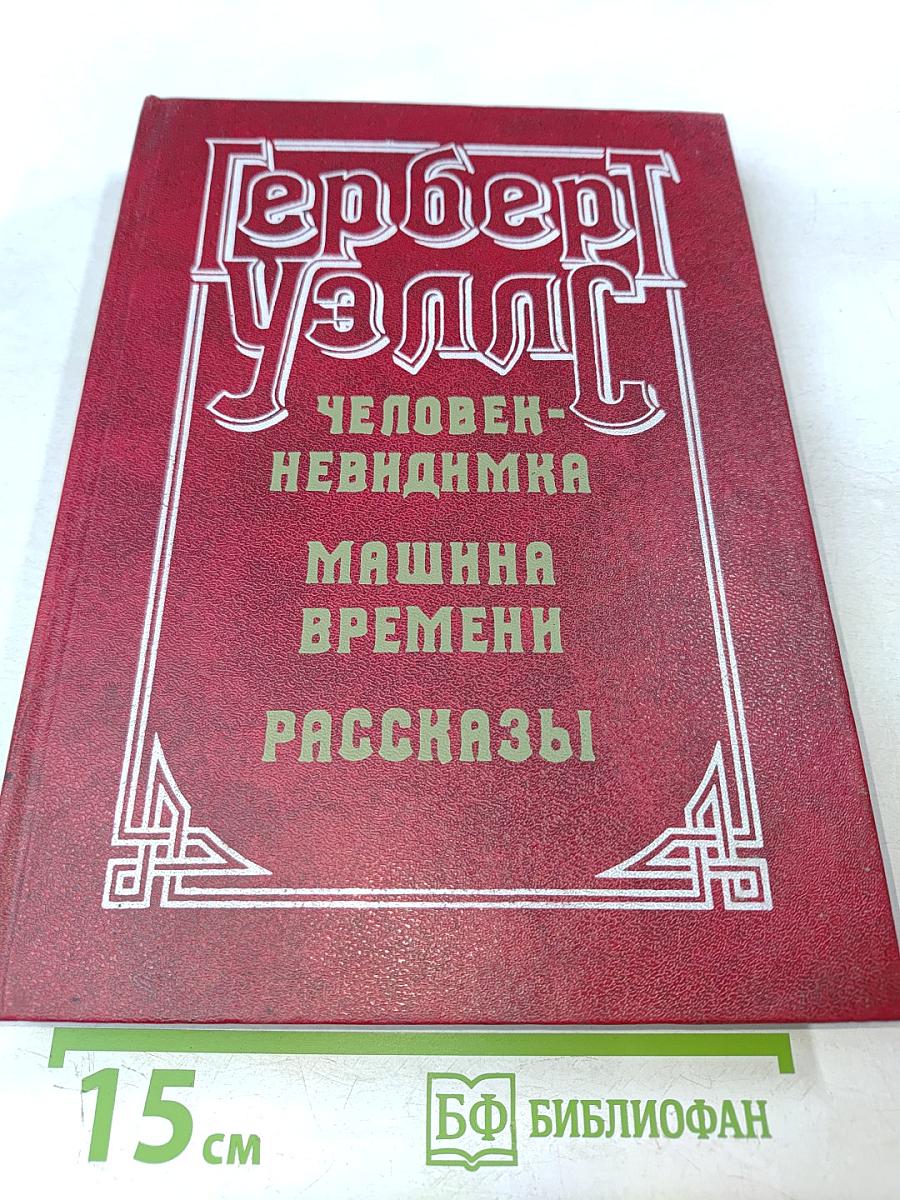 Герберт
Уэллс
ЧЕЛОВЕК-
НЕВИДИМКА
МАШИНА
ВРЕМЕНИ
РАССКАЗЫ
15 см
БФ БИБЛИОФАН